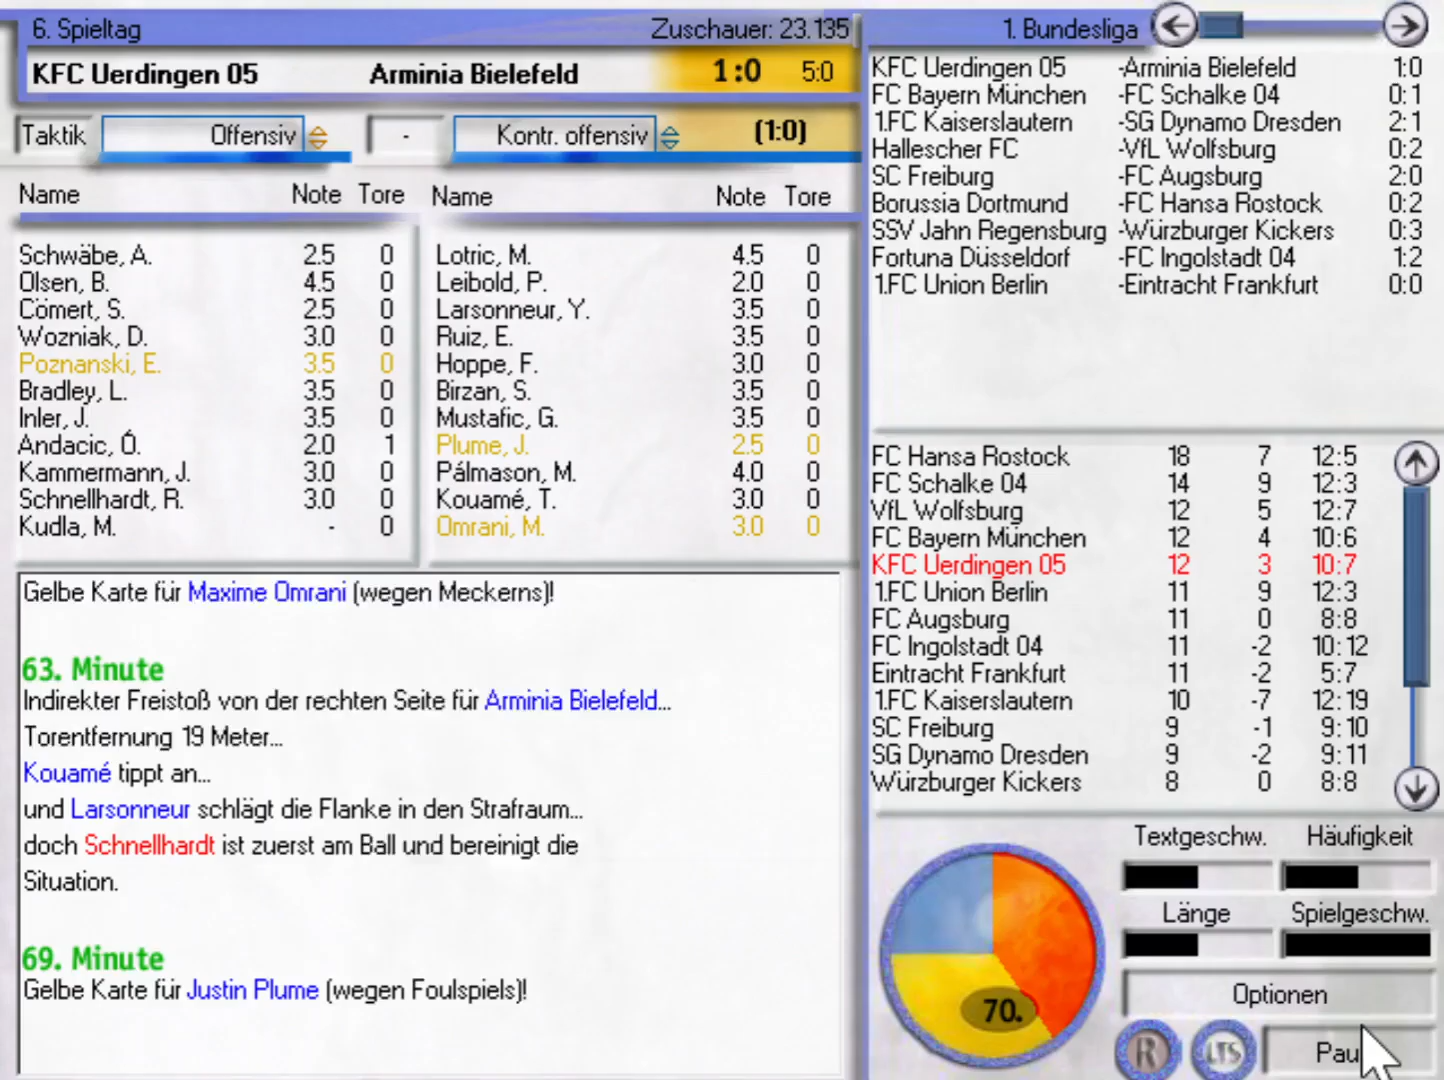 6. Spieltag Zuschauer: 23.135
KFC Uerdingen 05 Arminia Bielefeld 1:0 5:0
Taktik Offensiv - Kontr. offensiv (1:0)
Name Note Tore Name Note Tore
Schwäbe, A. 2.5 0 Lotric, M. 4.5 0
Olsen, B. 4.5 0 Leibold, P. 2.0 0
Cömert, S. 2.5 0 Larsonneur, Y. 3.5 0
Wozniak, D. 3.0 0 Ruiz, E. 3.5 0
Poznanski, E. 3.5 0 Hoppe, F. 3.0 0
Bradley, L. 3.5 0 Birzan, S. 3.5 0
Inler, J. 3.5 0 Mustafic, G. 3.5 0
Andacic, Ó. 2.0 1 Plume, J. 2.5 0
Kammermann, J. 3.0 0 Pálmason, M. 4.0 0
Schnellhardt, R. 3.0 0 Kouamé, T. 3.0 0
Kudla, M. - 0 Omrani, M. 3.0 0
Gelbe Karte für Maxime Omrani (wegen Meckerns)!
63. Minute
Indirekter Freistoß von der rechten Seite für Arminia Bielefeld...
Torentfernung 19 Meter...
Kouamé tippt an...
und Larsonneur schlägt die Flanke in den Strafraum...
doch Schnellhardt ist zuerst am Ball und bereinigt die
Situation.
69. Minute
Gelbe Karte für Justin Plume (wegen Foulspiels)!
1. Bundesliga
KFC Uerdingen 05 -Arminia Bielefeld 1:0
FC Bayern München -FC Schalke 04 0:1
1.FC Kaiserslautern -SG Dynamo Dresden 2:1
Hallescher FC -VfL Wolfsburg 0:2
SC Freiburg -FC Augsburg 2:0
Borussia Dortmund -FC Hansa Rostock 0:2
SSV Jahn Regensburg -Würzburger Kickers 0:3
Fortuna Düsseldorf -FC Ingolstadt 04 1:2
1.FC Union Berlin -Eintracht Frankfurt 0:0
FC Hansa Rostock 18 7 12:5
FC Schalke 04 14 9 12:3
VfL Wolfsburg 12 5 12:7
FC Bayern München 12 4 10:6
KFC Uerdingen 05 12 3 10:7
1.FC Union Berlin 11 9 12:3
FC Augsburg 11 0 8:8
FC Ingolstadt 04 11 -2 10:12
Eintracht Frankfurt 11 -2 5:7
1.FC Kaiserslautern 10 -7 12:19
SC Freiburg 9 -1 9:10
SG Dynamo Dresden 9 -2 9:11
Würzburger Kickers 8 0 8:8
Textgeschw. Häufigkeit
Länge Spielgeschw.
70.
Optionen
R LTS Pau